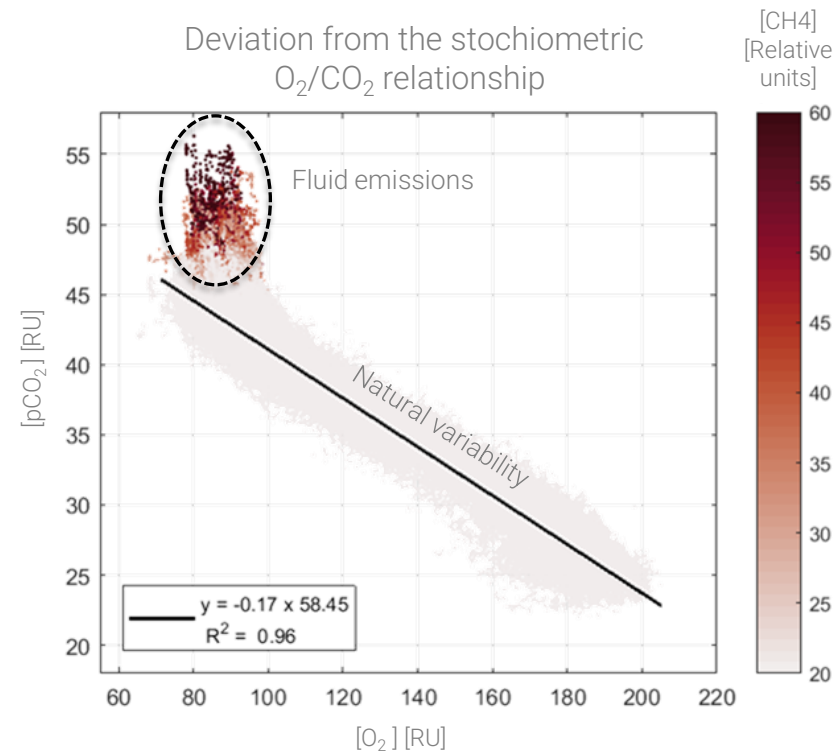 Deviation from the stochiometric
O₂/CO₂ relationship
[CH4]
[Relative
units]
Fluid emissions
Natural variability
[pCO₂] [RU]
55
50
45
40
35
30
25
20
y = -0.17 x 58.45
R² = 0.96
60 80 100 120 140 160 180 200 220
[O₂] [RU]
60
55
50
45
40
35
30
25
20